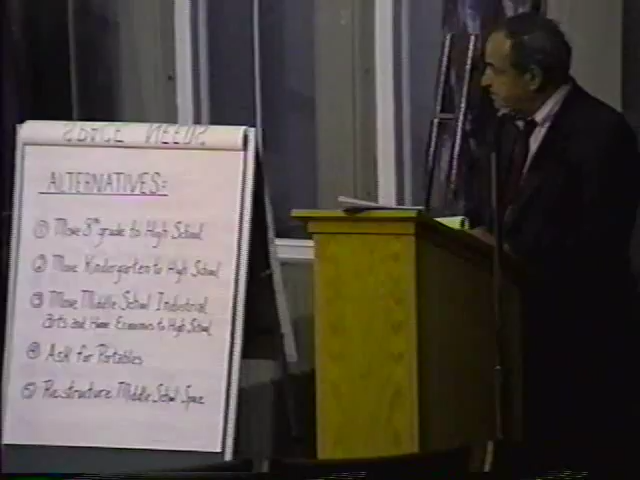 SPACE NEEDS
ALTERNATIVES:
① Move 8th grade to High School
② Move Kindergarten to High School
③ Move Middle School Industrial
Arts and Home Economics to High School
④ Ask for Portables
⑤ Restructure Middle School Space